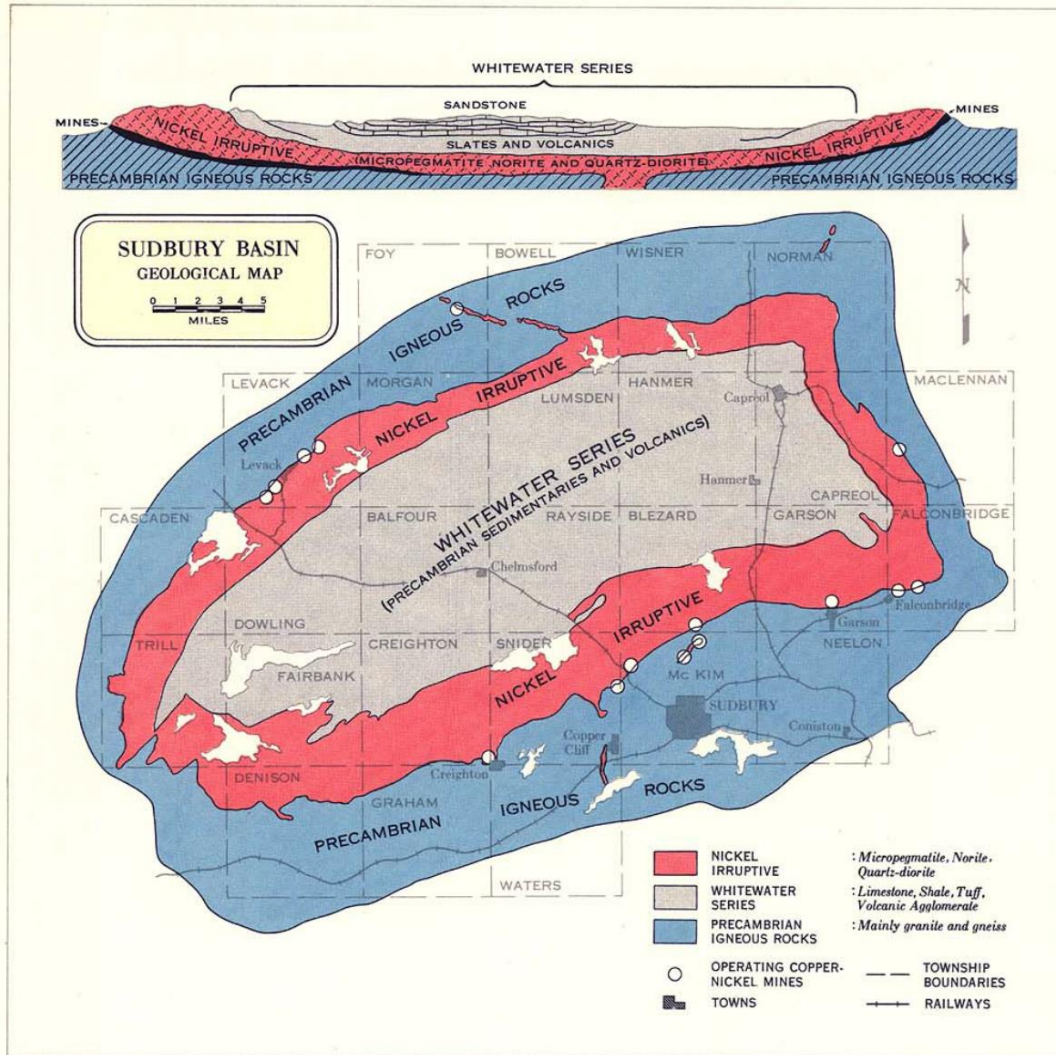 WHITEWATER SERIES
SANDSTONE
MINES
MINES
NICKEL IRRUPTIVE
SLATES AND VOLCANICS
NICKEL IRRUPTIVE
(MICROPEGMATITE, NORITE AND QUARTZ-DIORITE)
PRECAMBRIAN IGNEOUS ROCKS
PRECAMBRIAN IGNEOUS ROCKS
SUDBURY BASIN
GEOLOGICAL MAP
0 1 2 3 4 5
MILES
N
FOY
BOWELL
WISNER
NORMAN
PRECAMBRIAN IGNEOUS ROCKS
LEVACK
MORGAN
HANMER
MACLENNAN
NICKEL IRRUPTIVE
LUMSDEN
Capreol
Levack
WHITEWATER SERIES
(PRECAMBRIAN SEDIMENTARIES AND VOLCANICS)
Hanmer
CAPREOL
CASCADEN
BALFOUR
RAYSIDE
BLEZARD
GARSON
FALCONBRIDGE
Chelmsford
Falconbridge
Garson
DOWLING
TRILL
CREIGHTON
SNIDER
NICKEL IRRUPTIVE
NEELON
FAIRBANK
Mc KIM
SUDBURY
Coniston
Copper
Cliff
DENISON
Creighton
GRAHAM
PRECAMBRIAN IGNEOUS ROCKS
WATERS
NICKEL
IRRUPTIVE
: Micropegmatite, Norite,
Quartz-diorite
WHITEWATER
SERIES
: Limestone, Shale, Tuff,
Volcanic Agglomerate
PRECAMBRIAN
IGNEOUS ROCKS
: Mainly granite and gneiss
OPERATING COPPER-
NICKEL MINES
TOWNSHIP
BOUNDARIES
TOWNS
RAILWAYS